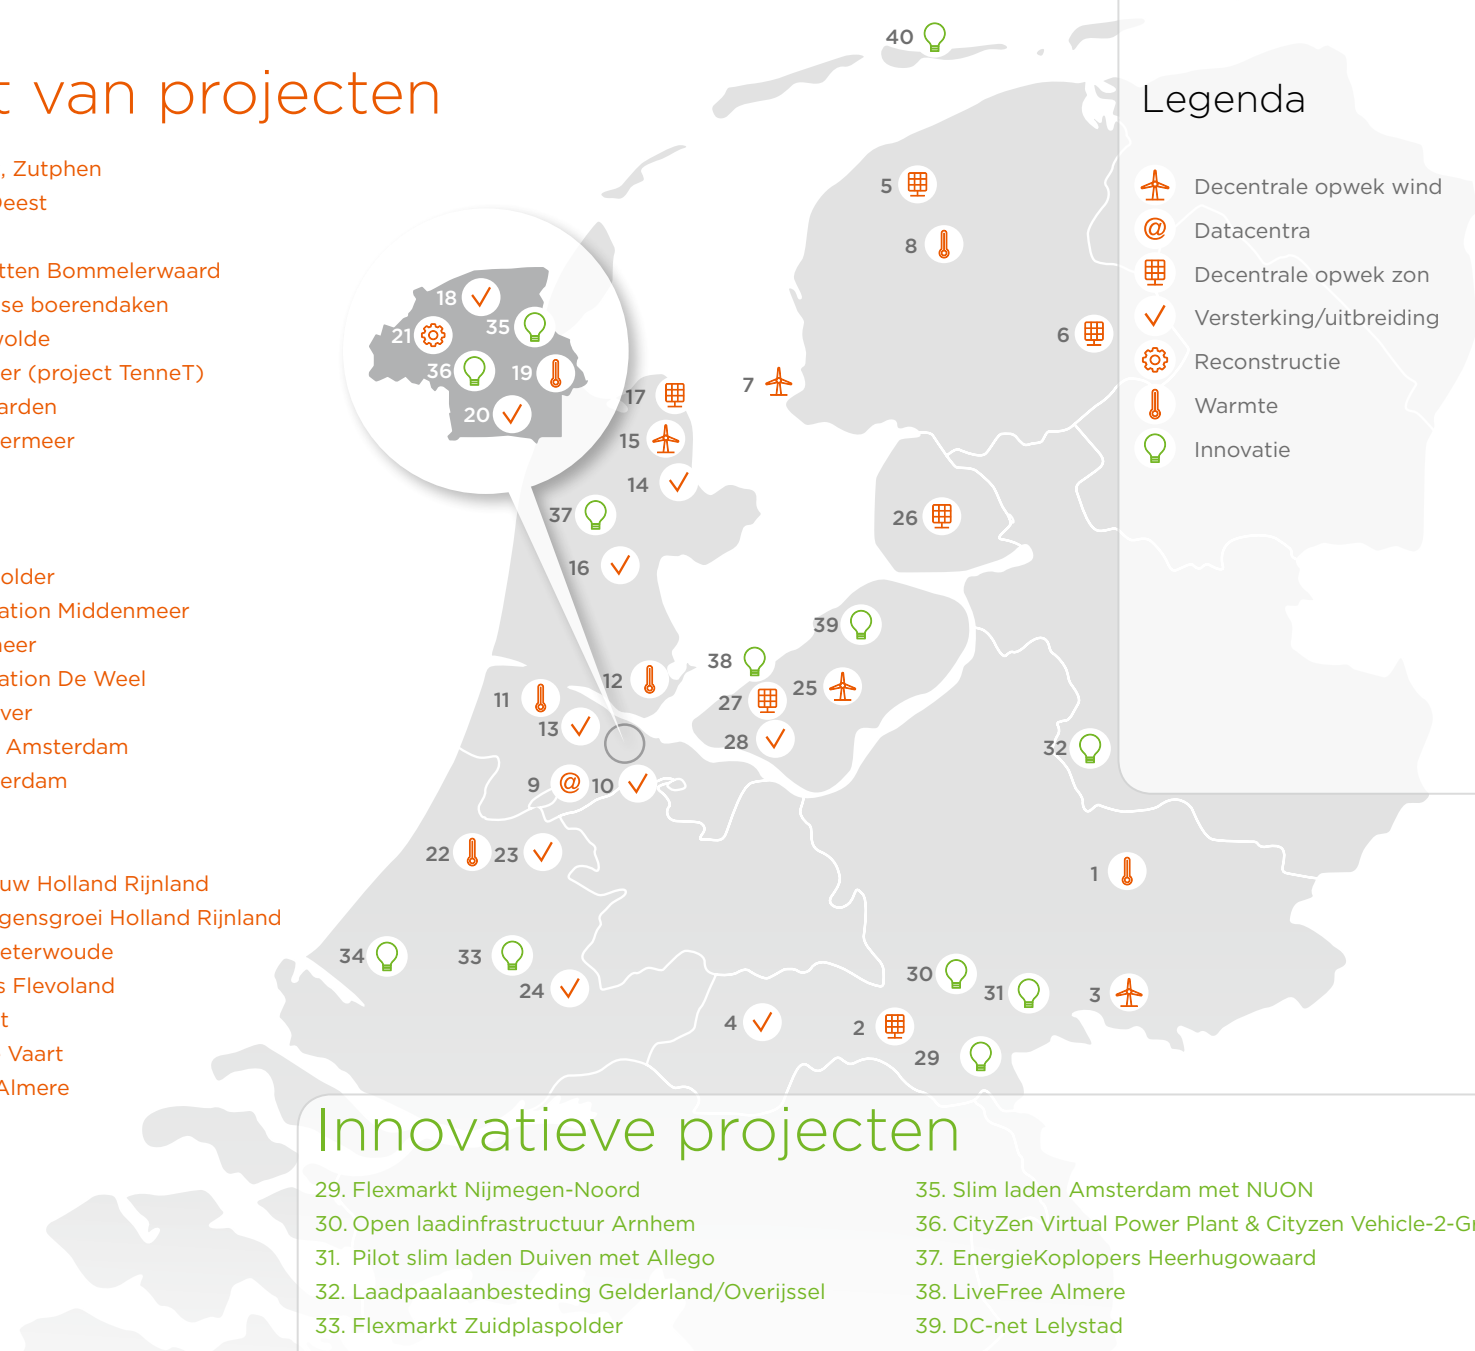 t van projecten
, Zutphen
Deest
tten Bommelerwaard
se boerendaken
wolde
er (project TenneT)
arden
ermeer
older
ation Middenmeer
neer
ation De Weel
ver
Amsterdam
erdam
uw Holland Rijnland
gensgroei Holland Rijnland
eterwoude
s Flevoland
t
Vaart
Almere
40
5
8
6
7
17
15
14
37
16
18
21
35
36
19
20
26
39
38
12
11
27
25
13
28
32
9
@
10
22
23
1
34
33
24
30
31
3
4
2
29
Legenda
Decentrale opwek wind
@ Datacentra
Decentrale opwek zon
Versterking/uitbreiding
Reconstructie
Warmte
Innovatie
Innovatieve projecten
29. Flexmarkt Nijmegen-Noord
30. Open laadinfrastructuur Arnhem
31. Pilot slim laden Duiven met Allego
32. Laadpaalaanbesteding Gelderland/Overijssel
33. Flexmarkt Zuidplaspolder
35. Slim laden Amsterdam met NUON
36. CityZen Virtual Power Plant & Cityzen Vehicle-2-Gr
37. EnergieKoplopers Heerhugowaard
38. LiveFree Almere
39. DC-net Lelystad